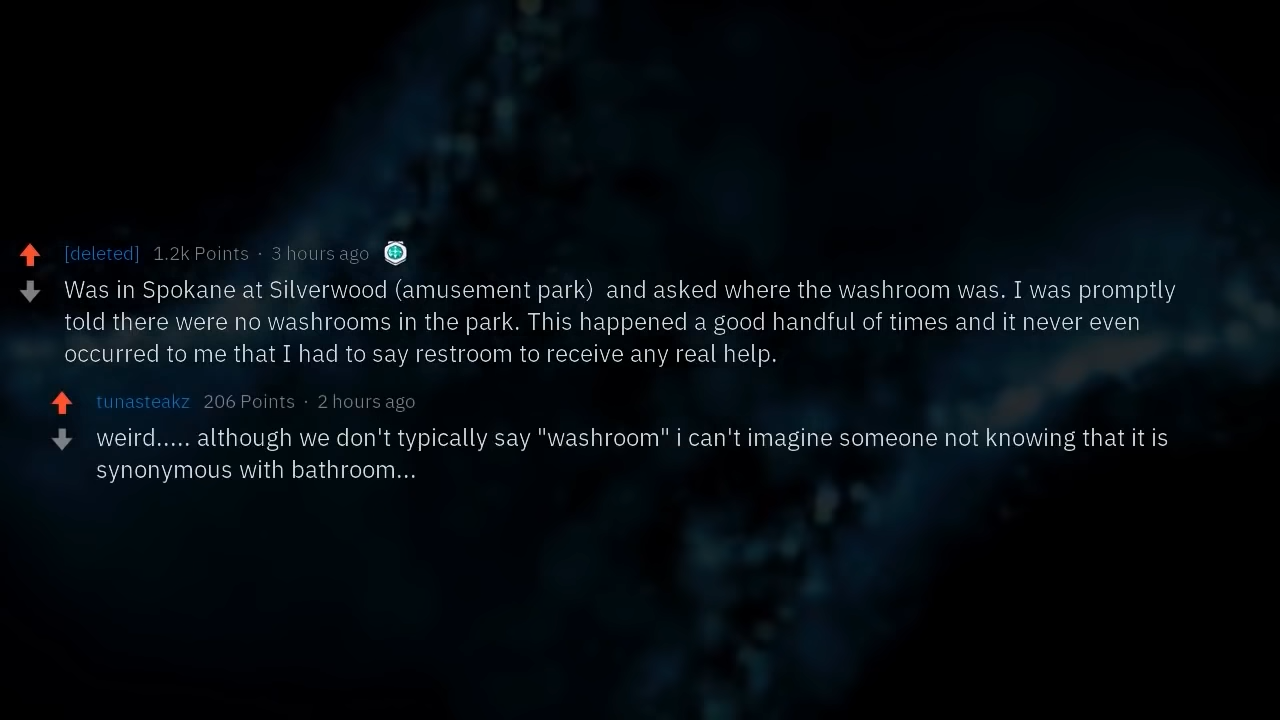 [deleted] 1.2k Points · 3 hours ago
Was in Spokane at Silverwood (amusement park)  and asked where the washroom was. I was promptly
told there were no washrooms in the park. This happened a good handful of times and it never even
occurred to me that I had to say restroom to receive any real help.
tunasteakz 206 Points · 2 hours ago
weird..... although we don't typically say "washroom" i can't imagine someone not knowing that it is
synonymous with bathroom...